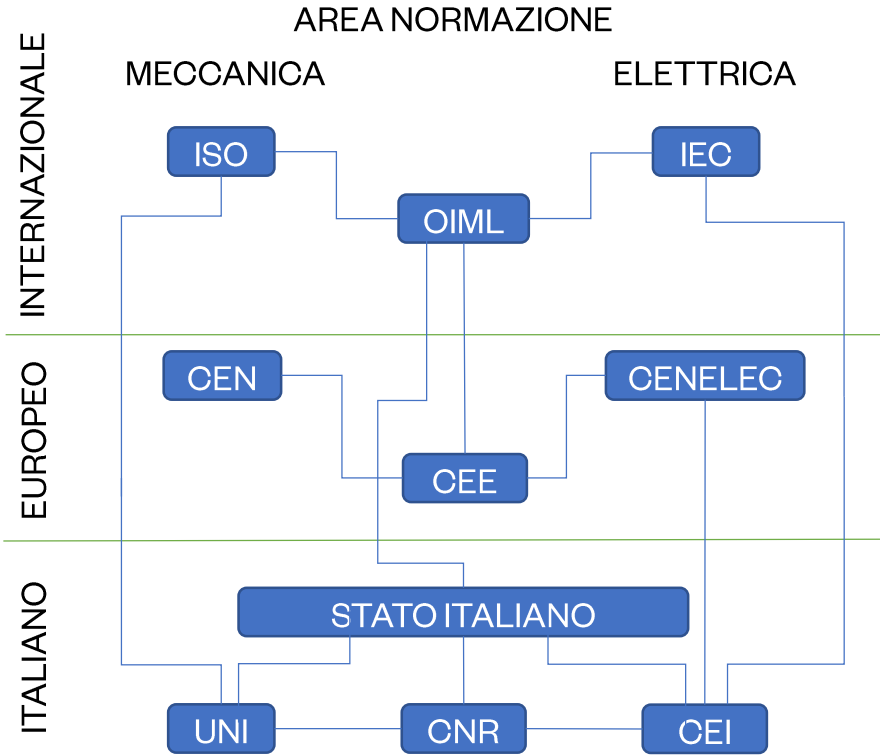 AREA NORMAZIONE
MECCANICA
ELETTRICA
INTERNAZIONALE
ISO
IEC
OIML
EUROPEO
CEN
CENELEC
CEE
ITALIANO
STATO ITALIANO
UNI
CNR
CEI